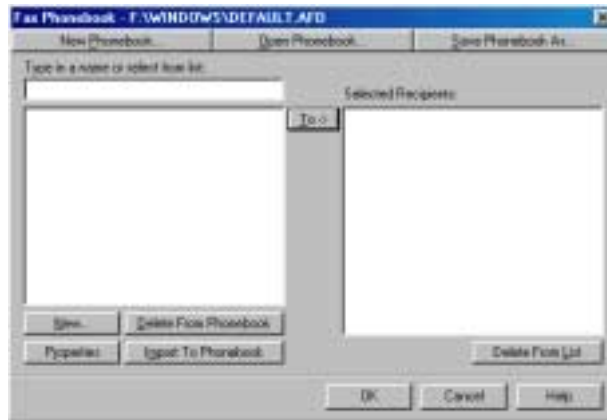 Fax Phonebook - F:\WINDOWS\DEFAULT.AFD
New Phonebook... Open Phonebook... Save Phonebook As...
Type in a name or select from list:
Selected Recipients:
To ->
New... Delete From Phonebook
Properties Import To Phonebook Delete From List
OK Cancel Help